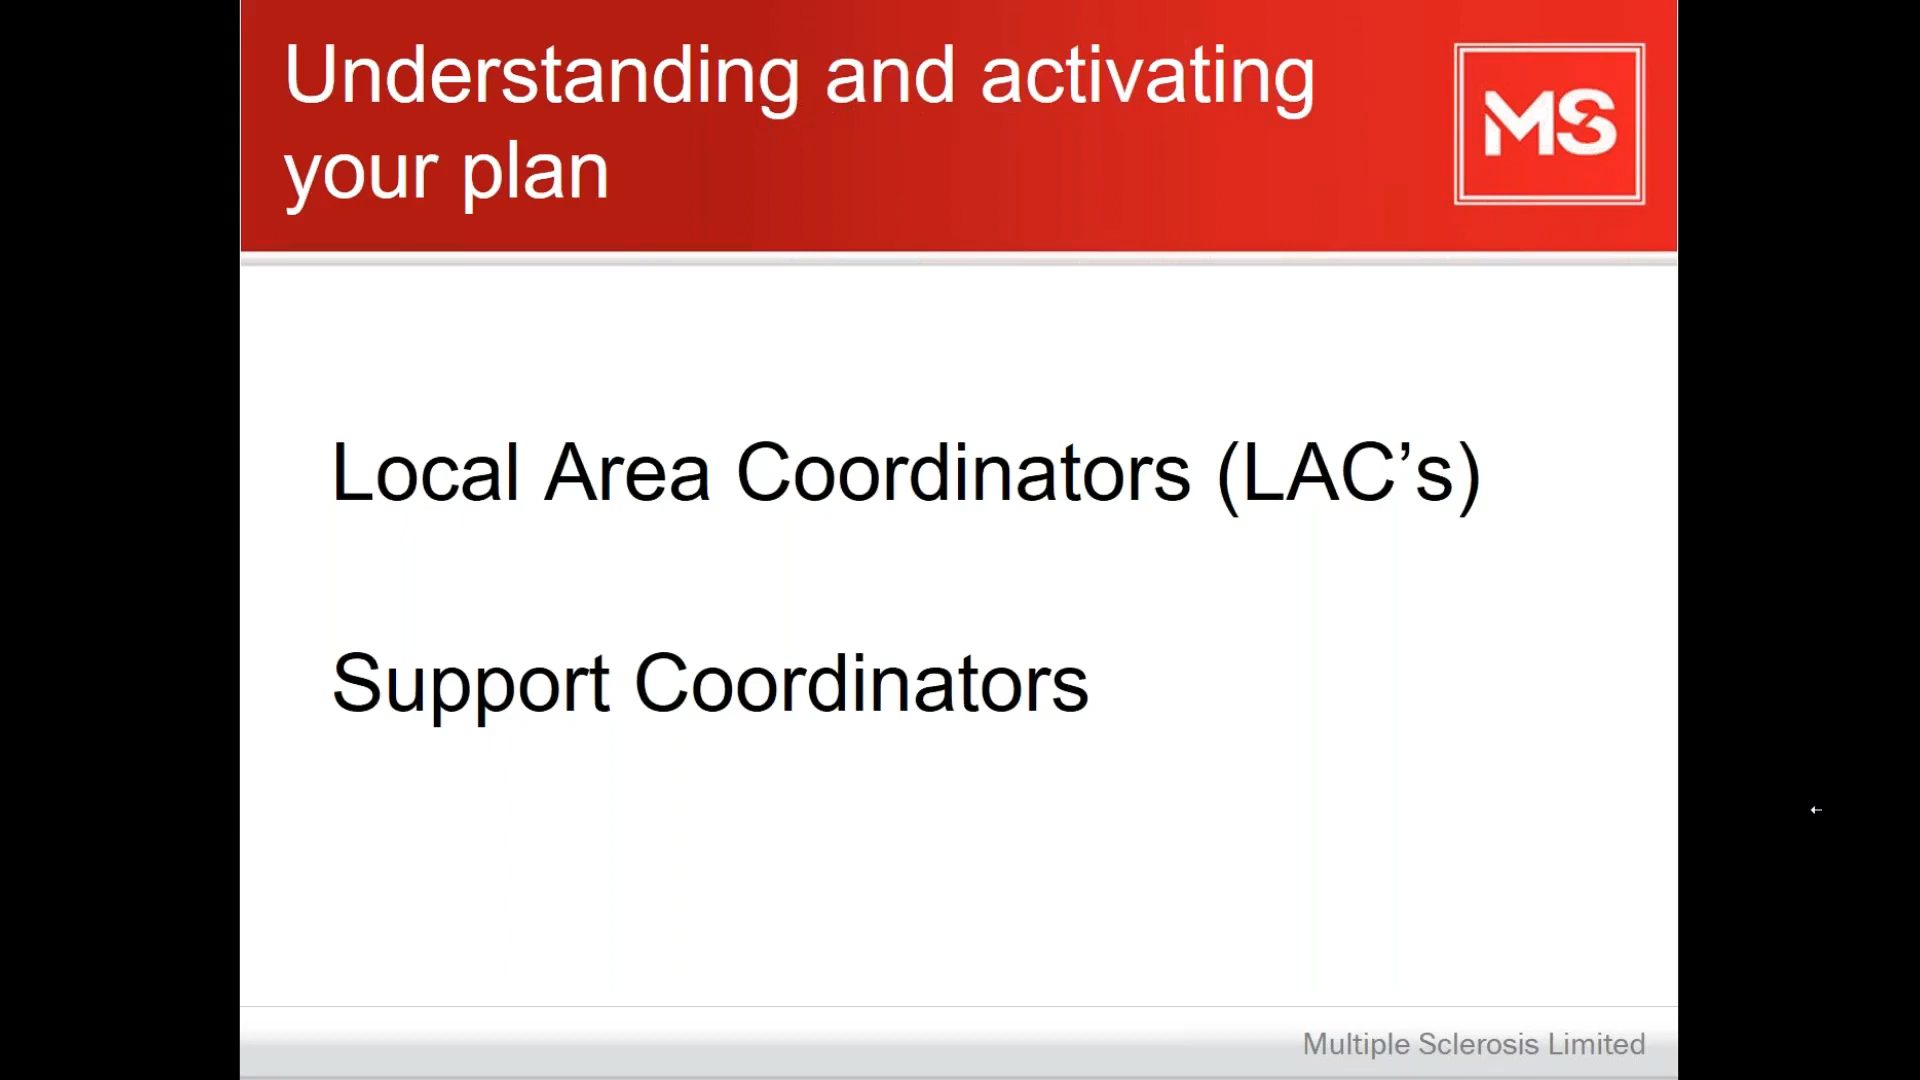 Understanding and activating
your plan
MS
Local Area Coordinators (LAC’s)
Support Coordinators
Multiple Sclerosis Limited